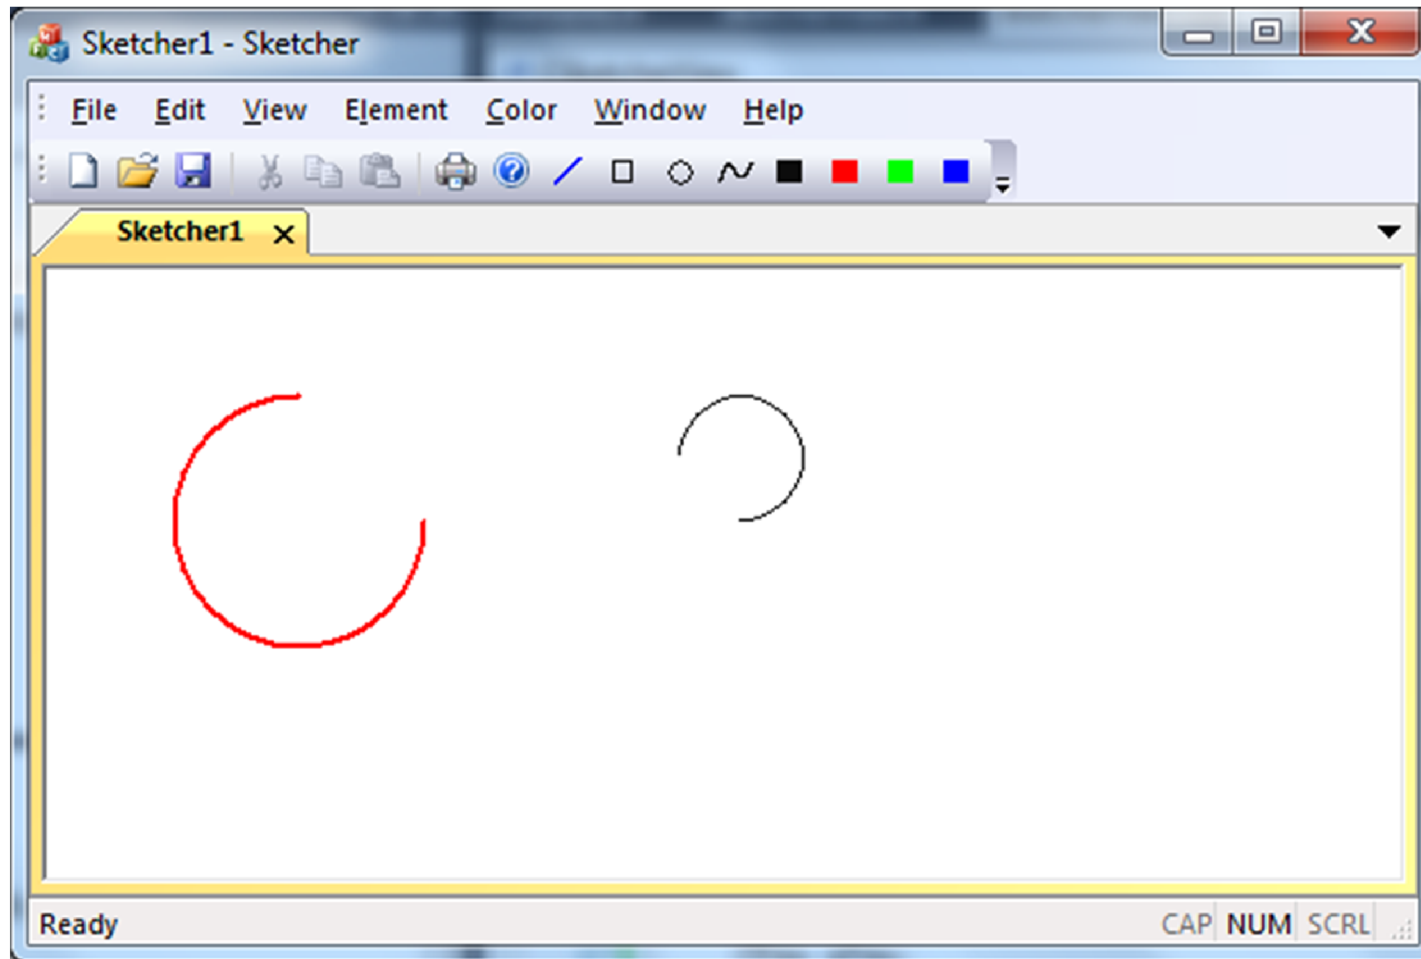 Sketcher1 - Sketcher
File Edit View Element Color Window Help
Sketcher1
Ready
CAP NUM SCRL